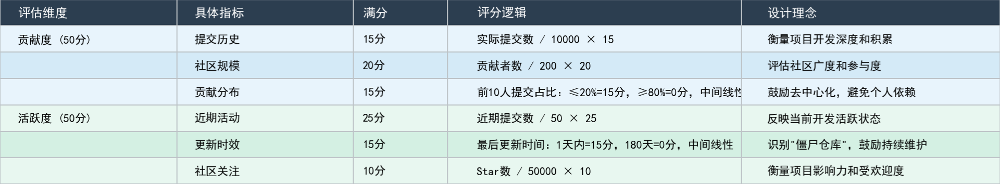 评估维度 具体指标 满分 评分逻辑 设计理念
贡献度 (50分) 提交历史 15分 实际提交数 / 10000 × 15 衡量项目开发深度和积累
社区规模 20分 贡献者数 / 200 × 20 评估社区广度和参与度
贡献分布 15分 前10人提交占比: ≤20%=15分, ≥80%=0分, 中间线性 鼓励去中心化, 避免个人依赖
活跃度 (50分) 近期活动 25分 近期提交数 / 50 × 25 反映当前开发活跃状态
更新时效 15分 最后更新时间: 1天内=15分, 180天=0分, 中间线性 识别"僵尸仓库", 鼓励持续维护
社区关注 10分 Star数 / 50000 × 10 衡量项目影响力和受欢迎度